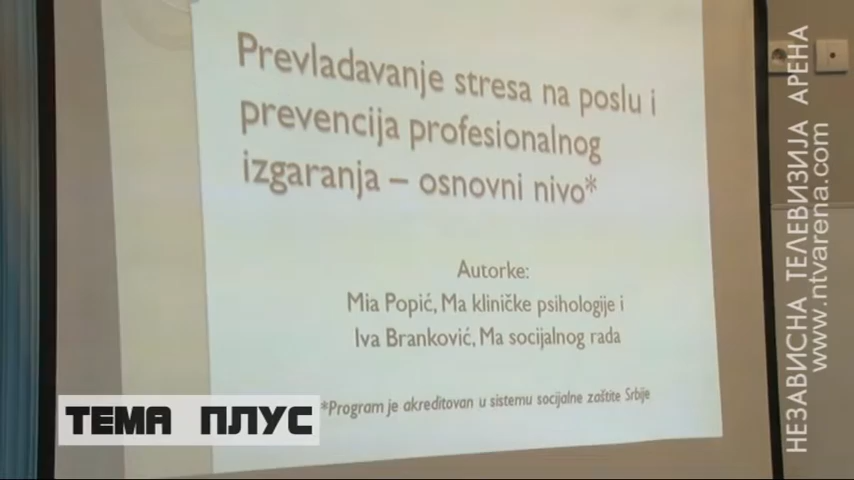 Prevladavanje stresa na poslu i
prevencija profesionalnog
izgaranja – osnovni nivo*
Autorke:
Mia Popić, Ma kliničke psihologije i
Iva Branković, Ma socijalnog rada
*Program je akreditovan u sistemu socijalne zaštite Srbije
ТЕМА ПЛУС
НЕЗАВИСНА ТЕЛЕВИЗИЈА АРЕНА
www.ntvarena.com